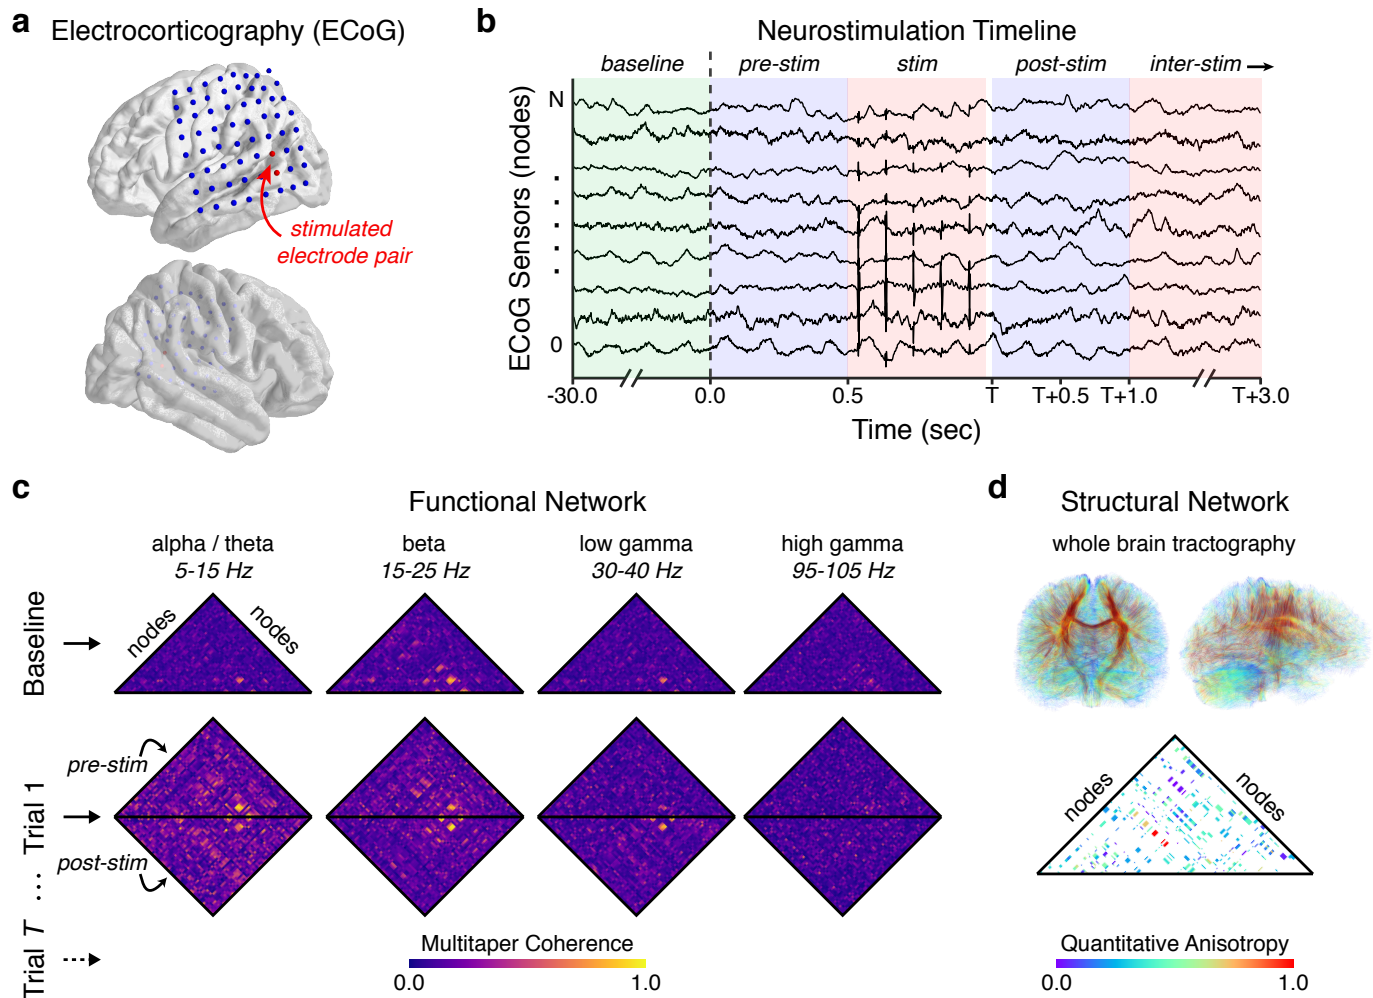 a
Electrocorticography (ECoG)
stimulated
electrode pair
b
Neurostimulation Timeline
baseline
pre-stim
stim
post-stim
inter-stim
ECoG Sensors (nodes)
N
0
-30.0
0.0
0.5
T
T+0.5
T+1.0
T+3.0
Time (sec)
c
Functional Network
alpha / theta
5-15 Hz
beta
15-25 Hz
low gamma
30-40 Hz
high gamma
95-105 Hz
Baseline
nodes
nodes
Trial 1
pre-stim
post-stim
...
Trial T
Multitaper Coherence
0.0
1.0
d
Structural Network
whole brain tractography
nodes
nodes
Quantitative Anisotropy
0.0
1.0